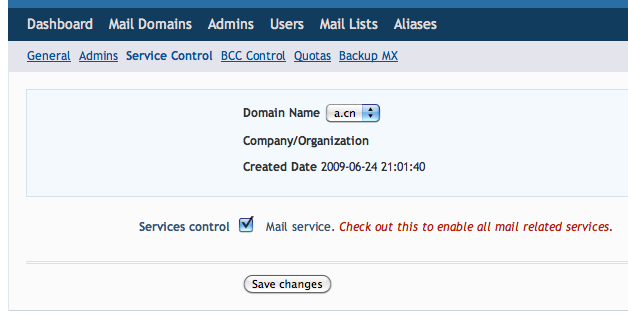 Dashboard Mail Domains Admins Users Mail Lists Aliases
General Admins Service Control BCC Control Quotas Backup MX
Domain Name a.cn
Company/Organization
Created Date 2009-06-24 21:01:40
Services control Mail service. Check out this to enable all mail related services.
Save changes